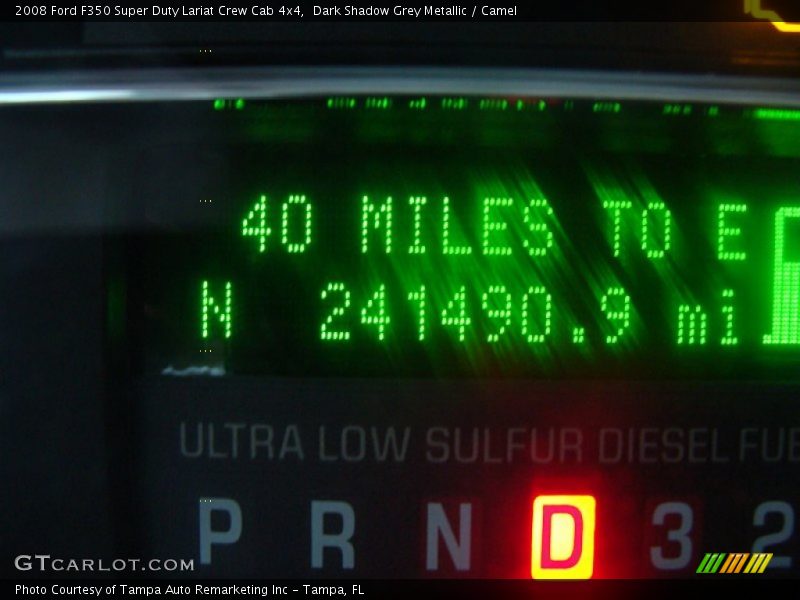 2008 Ford F350 Super Duty Lariat Crew Cab 4x4, Dark Shadow Grey Metallic / Camel
40 MILES TO E
N 241490.9 mi
ULTRA LOW SULFUR DIESEL FUE
P R N D 3 2
GTCARLOT.COM
Photo Courtesy of Tampa Auto Remarketing Inc - Tampa, FL